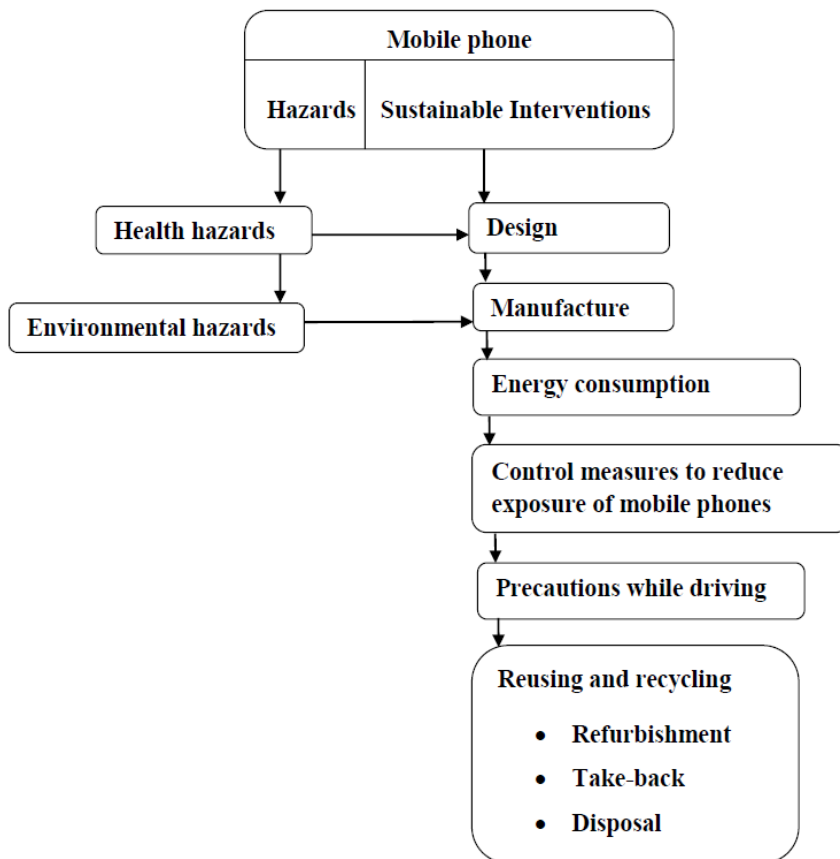 Mobile phone
Hazards
Sustainable Interventions
Health hazards
Design
Environmental hazards
Manufacture
Energy consumption
Control measures to reduce
exposure of mobile phones
Precautions while driving
Reusing and recycling
• Refurbishment
• Take-back
• Disposal